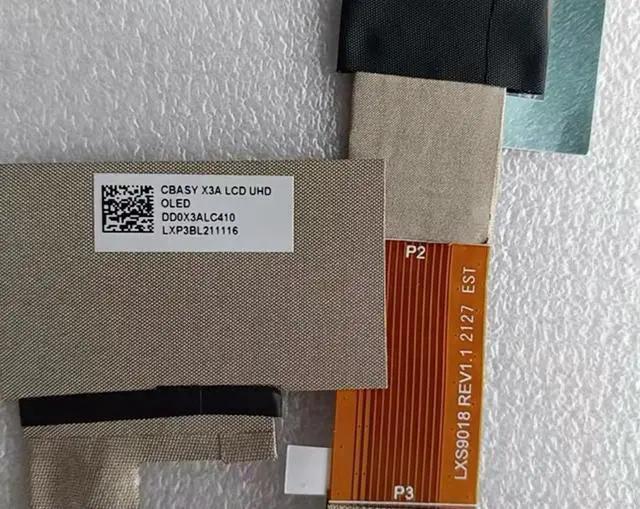 CBASY X3A LCD UHD
OLED
DD0X3ALC410
LXP3BL211116
P2
LXS9018 REV1.1 2127 EST
P3